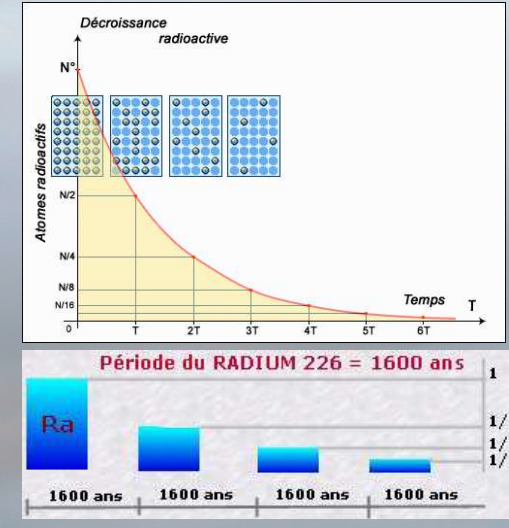 Décroissance
radioactive
N°
Atomes radioactifs
N/2
N/4
N/8
N/16
Temps
T
0
T
2T
3T
4T
5T
6T
Période du RADIUM 226 = 1600 ans
1
Ra
1/
1/
1/
1600 ans
1600 ans
1600 ans
1600 ans